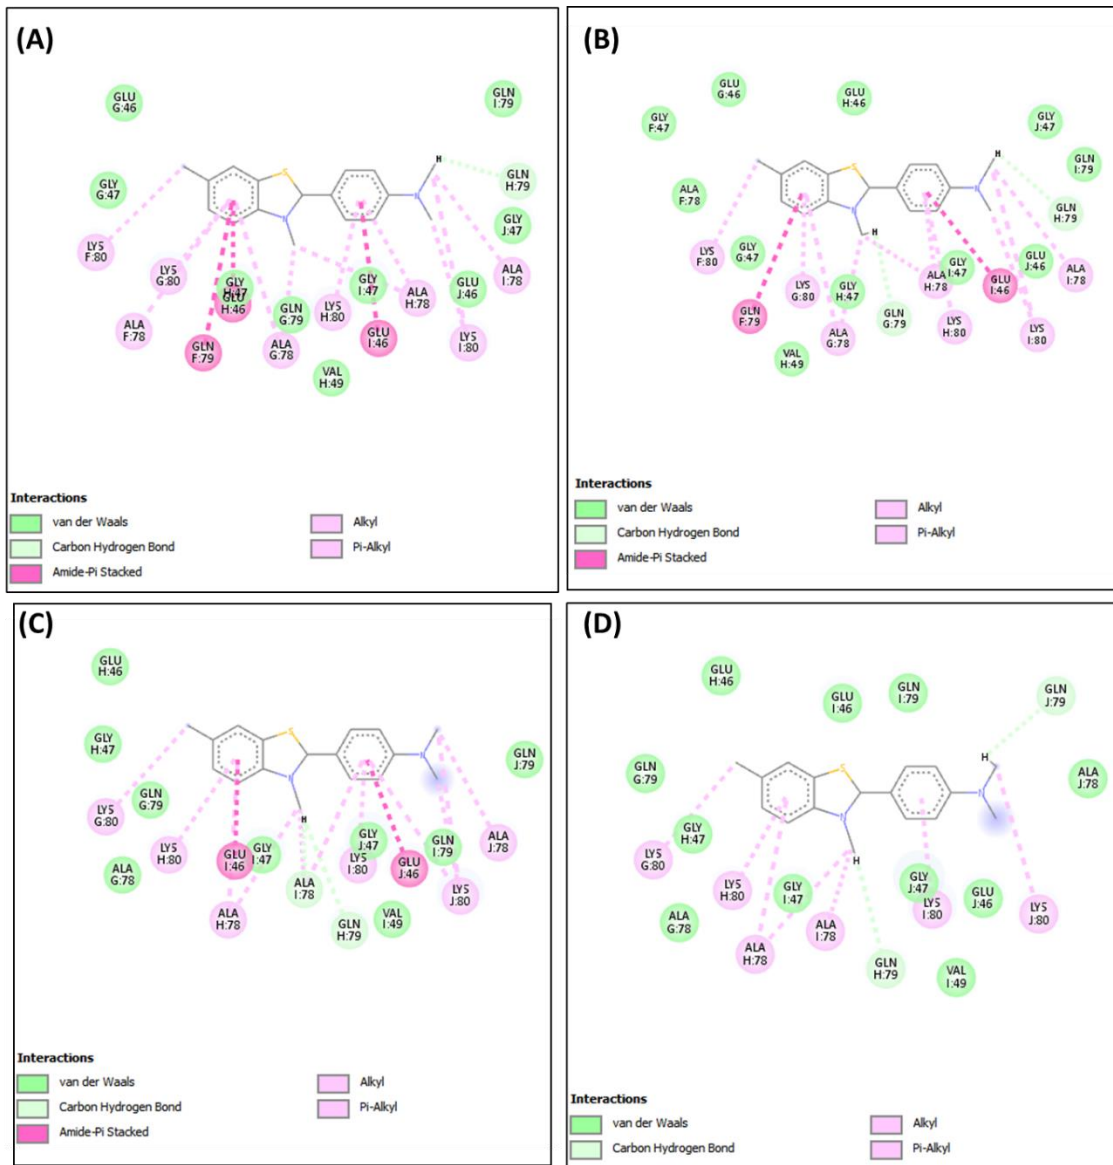 (A)
GLU
G:46
GLN
I:79
H
GLN
H:79
GLY
G:47
S
N
N
GLY
J:47
LYS
F:80
LYS
G:80
GLY
H:47
GLU
H:46
GLN
G:79
LYS
H:80
GLY
I:47
ALA
H:78
GLU
J:46
ALA
I:78
ALA
F:78
GLN
F:79
ALA
G:78
GLU
I:46
LYS
I:80
VAL
H:49
Interactions
van der Waals
Carbon Hydrogen Bond
Amide-Pi Stacked
Alkyl
Pi-Alkyl
(B)
GLU
G:46
GLU
H:46
GLY
F:47
GLY
J:47
H
GLN
I:79
S
N
N
ALA
F:78
GLN
H:79
H
LYS
F:80
GLY
G:47
LYS
G:80
GLY
H:47
ALA
H:78
GLY
I:47
GLU
I:46
GLU
J:46
ALA
I:78
GLN
F:79
ALA
G:78
GLN
G:79
LYS
H:80
LYS
I:80
VAL
H:49
Interactions
van der Waals
Carbon Hydrogen Bond
Amide-Pi Stacked
Alkyl
Pi-Alkyl
(C)
GLU
H:46
GLY
H:47
S
N
N
GLN
J:79
GLN
G:79
LYS
G:80
H
LYS
H:80
GLU
I:46
GLY
I:47
GLY
J:47
LYS
I:80
GLN
I:79
GLU
J:46
ALA
J:78
ALA
G:78
ALA
I:78
LYS
J:80
ALA
H:78
GLN
H:79
VAL
I:49
Interactions
van der Waals
Carbon Hydrogen Bond
Amide-Pi Stacked
Alkyl
Pi-Alkyl
(D)
GLU
H:46
GLU
I:46
GLN
I:79
GLN
J:79
H
GLN
G:79
S
N
N
ALA
J:78
GLY
H:47
LYS
G:80
H
LYS
H:80
GLY
I:47
GLY
J:47
LYS
I:80
GLU
J:46
LYS
J:80
ALA
G:78
ALA
I:78
ALA
H:78
GLN
H:79
VAL
I:49
Interactions
van der Waals
Carbon Hydrogen Bond
Alkyl
Pi-Alkyl